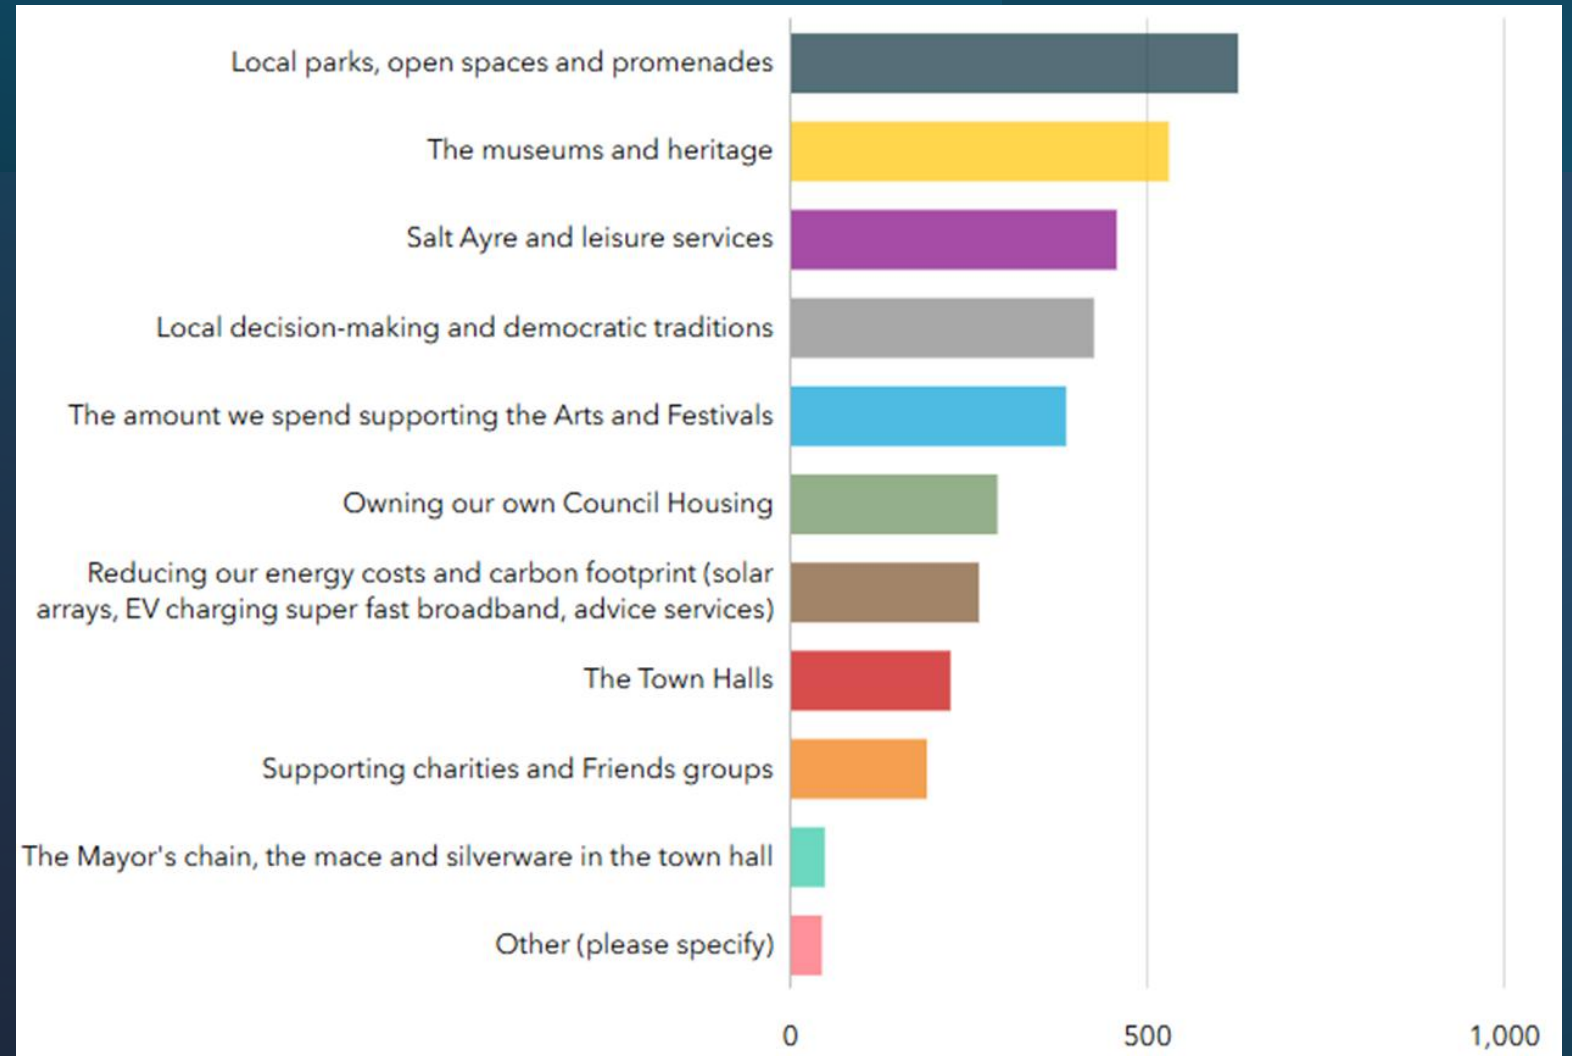 Local parks, open spaces and promenades
The museums and heritage
Salt Ayre and leisure services
Local decision-making and democratic traditions
The amount we spend supporting the Arts and Festivals
Owning our own Council Housing
Reducing our energy costs and carbon footprint (solar
arrays, EV charging super fast broadband, advice services)
The Town Halls
Supporting charities and Friends groups
The Mayor's chain, the mace and silverware in the town hall
Other (please specify)
0 500 1,000